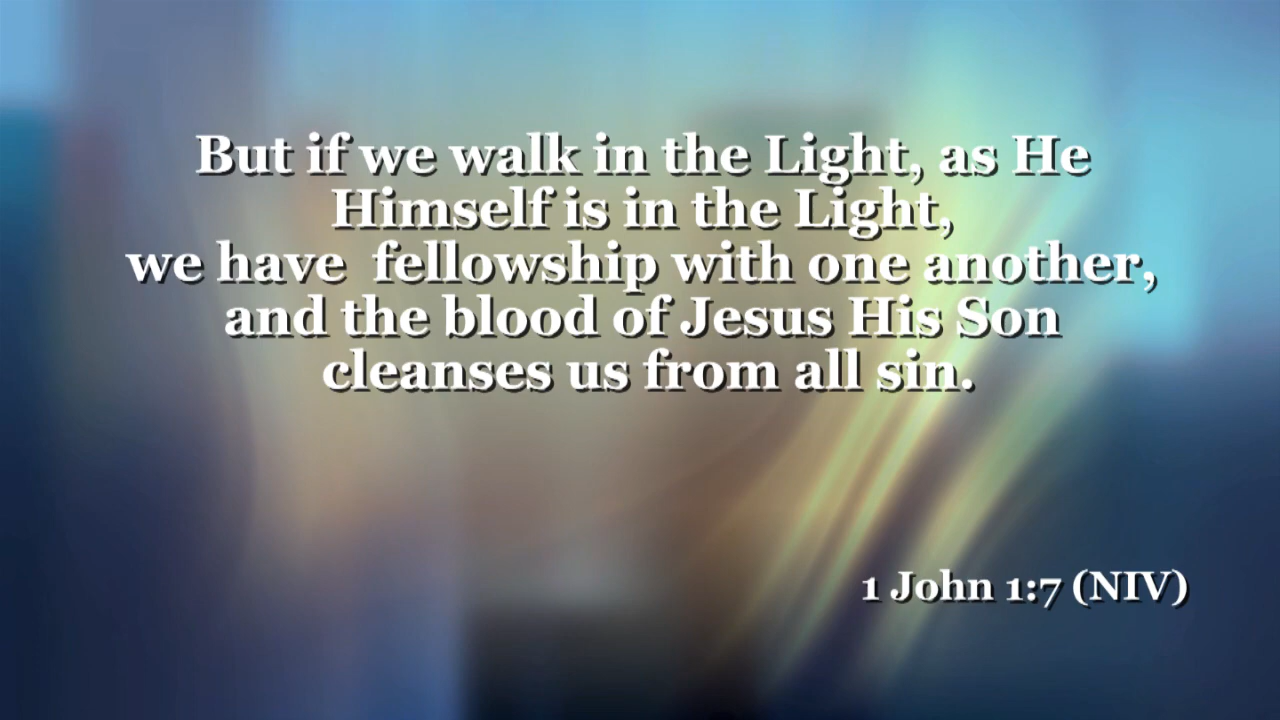 But if we walk in the Light, as He
Himself is in the Light,
we have  fellowship with one another,
and the blood of Jesus His Son
cleanses us from all sin.
1 John 1:7 (NIV)